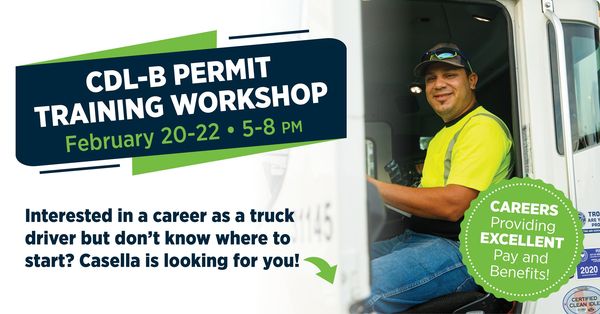 CDL-B PERMIT
TRAINING WORKSHOP
February 20-22 • 5-8 PM
Interested in a career as a truck
driver but don't know where to
start? Casella is looking for you!
CAREERS
Providing
EXCELLENT
Pay and
Benefits!
2020
CERTIFIED
CLEAN IDLE